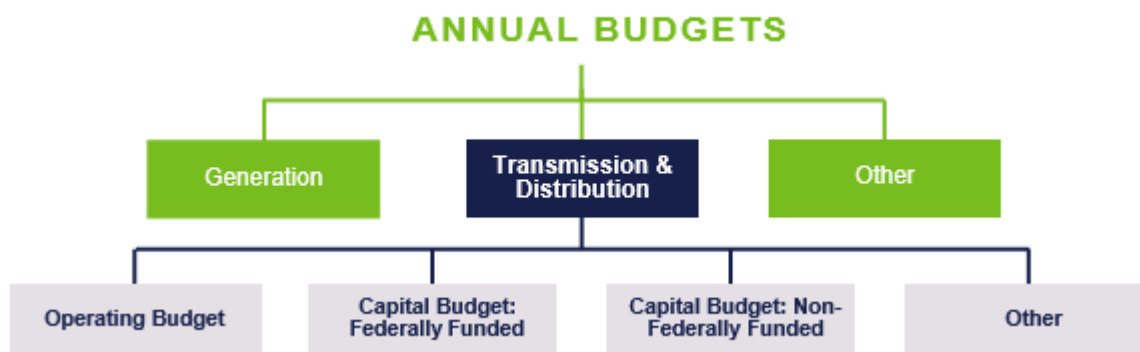 ANNUAL BUDGETS
Generation
Transmission &
Distribution
Other
Operating Budget
Capital Budget:
Federally Funded
Capital Budget: Non-
Federally Funded
Other